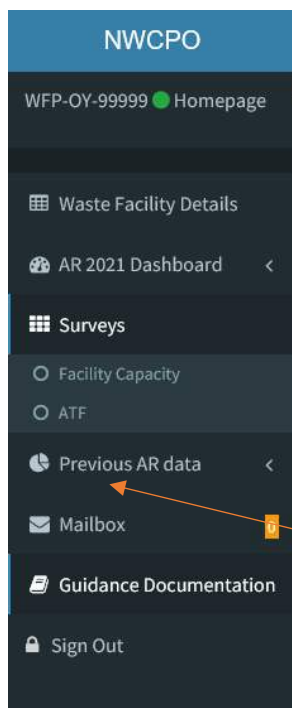 NWCPO
WFP-OY-99999 Homepage
Waste Facility Details
AR 2021 Dashboard
Surveys
Facility Capacity
ATF
Previous AR data
Mailbox 0
Guidance Documentation
Sign Out